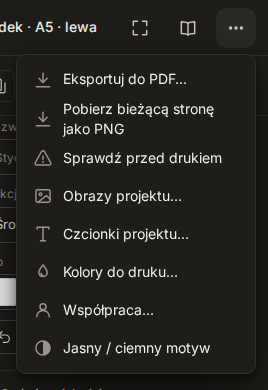 dek · A5 · lewa
Eksportuj do PDF...
Pobierz bieżącą stronę
jako PNG
Sprawdź przed drukiem
Obrazy projektu...
Czcionki projektu...
Kolory do druku...
Współpraca...
Jasny / ciemny motyw